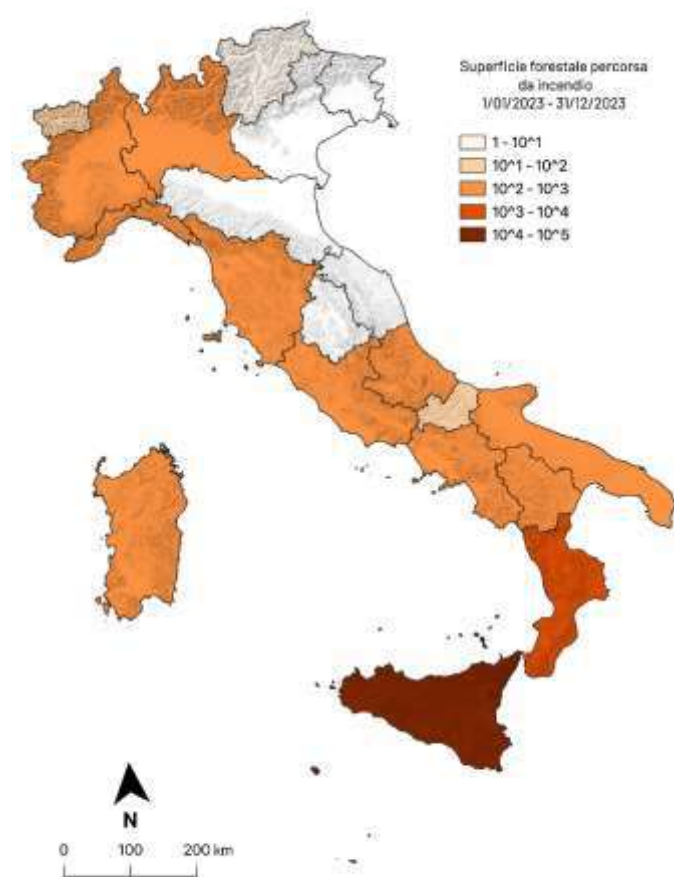 Superficie forestale percorsa
da incendio
1/01/2023 - 31/12/2023
1 - 10^1
10^1 - 10^2
10^2 - 10^3
10^3 - 10^4
10^4 - 10^5
N
0 100 200 km